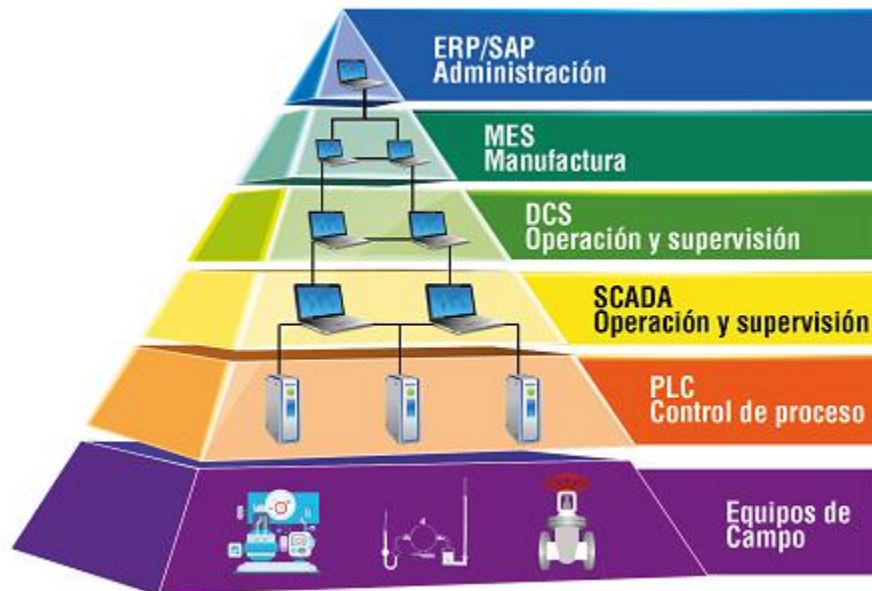 ERP/SAP
Administración
MES
Manufactura
DCS
Operación y supervisión
SCADA
Operación y supervisión
PLC
Control de proceso
Equipos de
Campo